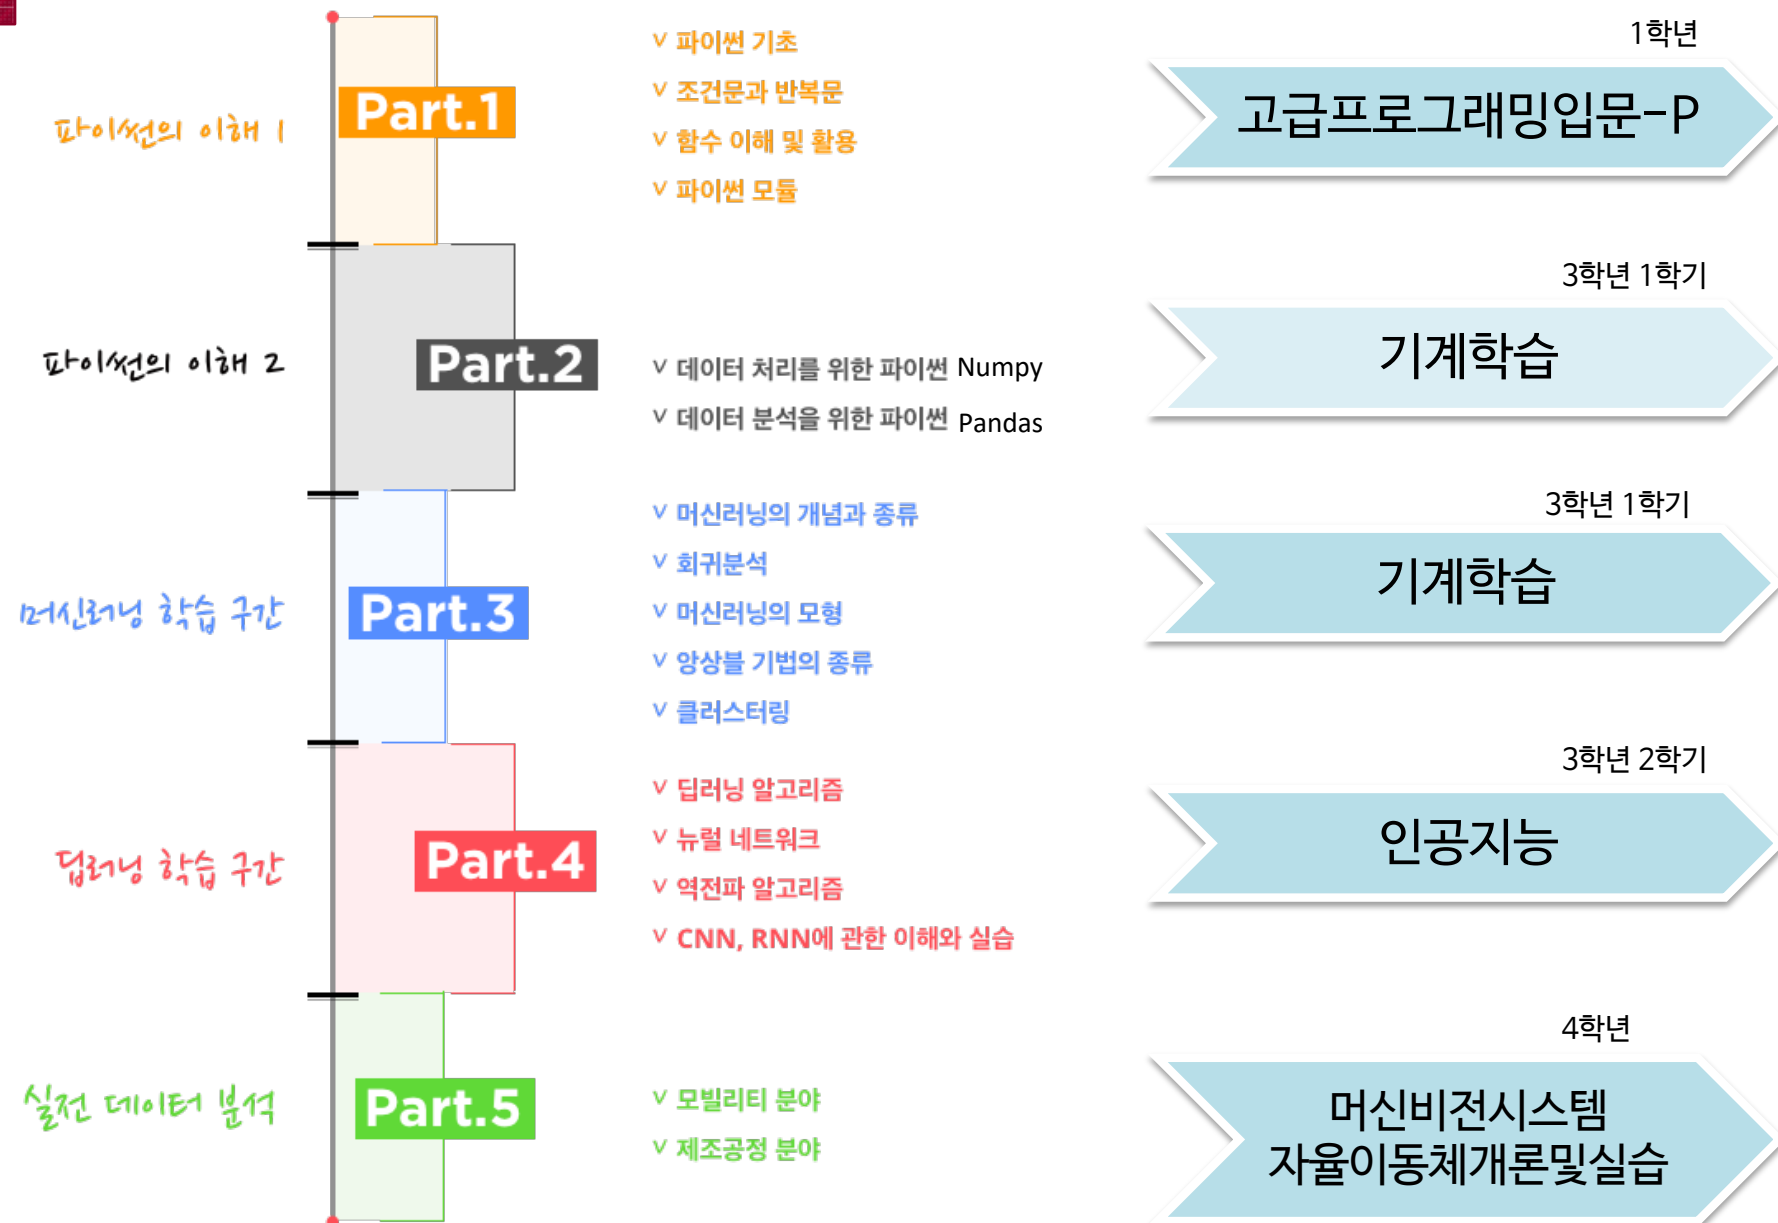 파이썬의 이해 1
Part.1
∨ 파이썬 기초
∨ 조건문과 반복문
∨ 함수 이해 및 활용
∨ 파이썬 모듈
1학년
고급프로그래밍입문-P
파이썬의 이해 2
Part.2
∨ 데이터 처리를 위한 파이썬 Numpy
∨ 데이터 분석을 위한 파이썬 Pandas
3학년 1학기
기계학습
머신러닝 학습 구간
Part.3
∨ 머신러닝의 개념과 종류
∨ 회귀분석
∨ 머신러닝의 모형
∨ 앙상블 기법의 종류
∨ 클러스터링
3학년 1학기
기계학습
딥러닝 학습 구간
Part.4
∨ 딥러닝 알고리즘
∨ 뉴럴 네트워크
∨ 역전파 알고리즘
∨ CNN, RNN에 관한 이해와 실습
3학년 2학기
인공지능
실전 데이터 분석
Part.5
∨ 모빌리티 분야
∨ 제조공정 분야
4학년
머신비전시스템
자율이동체개론및실습